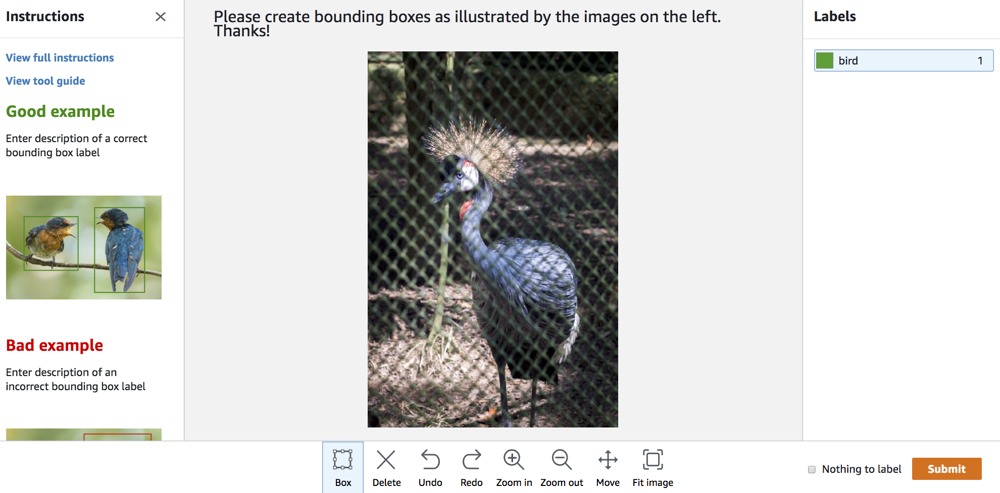 Instructions
View full instructions
View tool guide
Good example
Enter description of a correct
bounding box label
Bad example
Enter description of an
incorrect bounding box label
Please create bounding boxes as illustrated by the images on the left.
Thanks!
Labels
bird 1
Box
Delete
Undo
Redo
Zoom in
Zoom out
Move
Fit image
Nothing to label
Submit